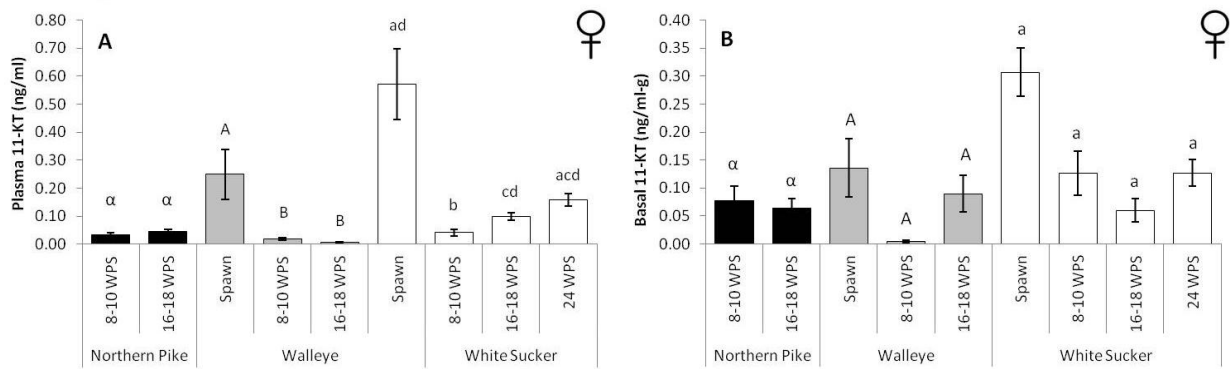 A
♀
Plasma 11-KT (ng/ml)
0.80
0.70
0.60
0.50
0.40
0.30
0.20
0.10
0.00
α
α
A
B
B
ad
b
cd
acd
8-10 WPS
16-18 WPS
Spawn
8-10 WPS
16-18 WPS
Spawn
8-10 WPS
16-18 WPS
24 WPS
Northern Pike
Walleye
White Sucker
B
♀
Basal 11-KT (ng/ml-g)
0.40
0.35
0.30
0.25
0.20
0.15
0.10
0.05
0.00
α
α
A
A
A
a
a
a
a
8-10 WPS
16-18 WPS
Spawn
8-10 WPS
16-18 WPS
Spawn
8-10 WPS
16-18 WPS
24 WPS
Northern Pike
Walleye
White Sucker